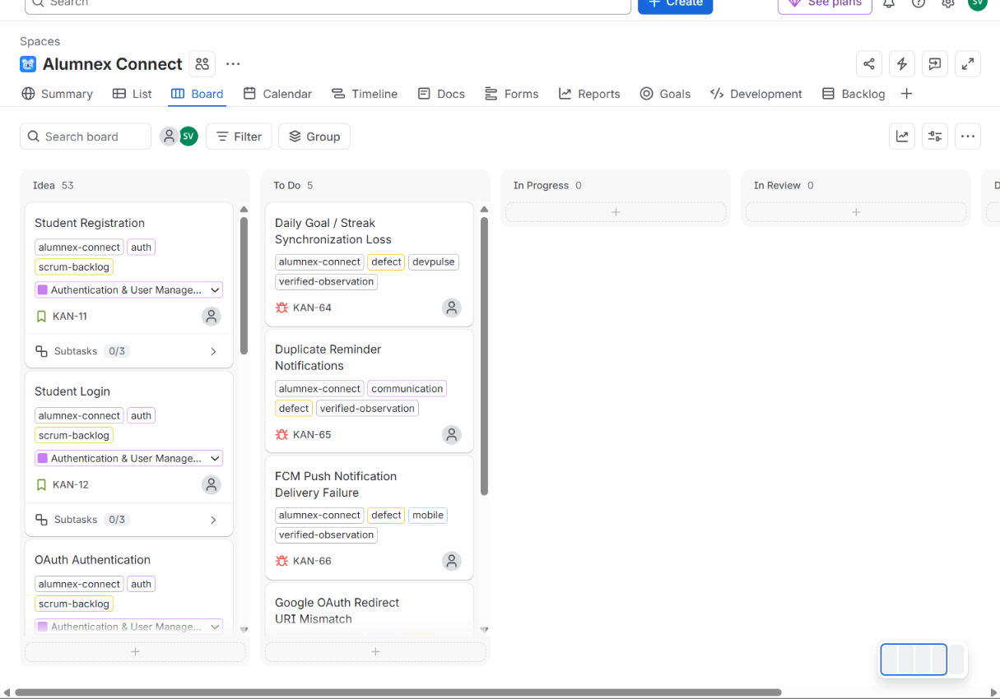 Search
Create
See plans
SV
Spaces
Alumnex Connect
Summary
List
Board
Calendar
Timeline
Docs
Forms
Reports
Goals
Development
Backlog
Search board
SV
Filter
Group
Idea 53
Student Registration
alumnex-connect auth
scrum-backlog
Authentication & User Manage...
KAN-11
Subtasks 0/3
Student Login
alumnex-connect auth
scrum-backlog
Authentication & User Manage...
KAN-12
Subtasks 0/3
OAuth Authentication
alumnex-connect auth
scrum-backlog
Authentication & User Manage...
To Do 5
Daily Goal / Streak
Synchronization Loss
alumnex-connect defect devpulse
verified-observation
KAN-64
Duplicate Reminder
Notifications
alumnex-connect communication
defect verified-observation
KAN-65
FCM Push Notification
Delivery Failure
alumnex-connect defect mobile
verified-observation
KAN-66
Google OAuth Redirect
URI Mismatch
In Progress 0
In Review 0